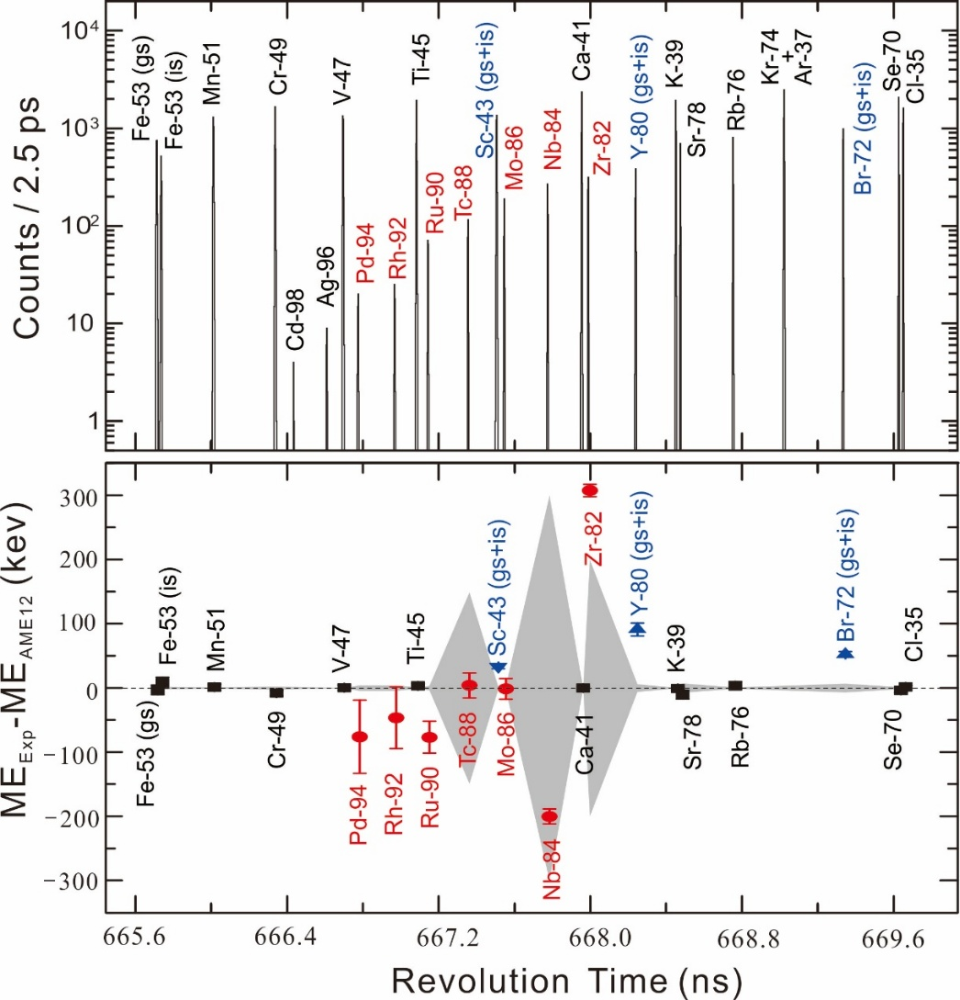 10⁴
10³
10²
10
1
Counts / 2.5 ps
Fe-53 (gs)
Fe-53 (is)
Mn-51
Cr-49
Cd-98
Ag-96
V-47
Pd-94
Rh-92
Ti-45
Ru-90
Tc-88
Sc-43 (gs+is)
Mo-86
Nb-84
Ca-41
Zr-82
Y-80 (gs+is)
K-39
Sr-78
Rb-76
Kr-74
+
Ar-37
Br-72 (gs+is)
Se-70
Cl-35
300
200
100
0
−100
−200
−300
ME_Exp-ME_AME12 (kev)
Fe-53 (gs)
Fe-53 (is)
Mn-51
Cr-49
V-47
Pd-94
Rh-92
Ti-45
Ru-90
Tc-88
Sc-43 (gs+is)
Mo-86
Nb-84
Ca-41
Zr-82
Y-80 (gs+is)
K-39
Sr-78
Rb-76
Br-72 (gs+is)
Se-70
Cl-35
665.6 666.4 667.2 668.0 668.8 669.6
Revolution Time (ns)